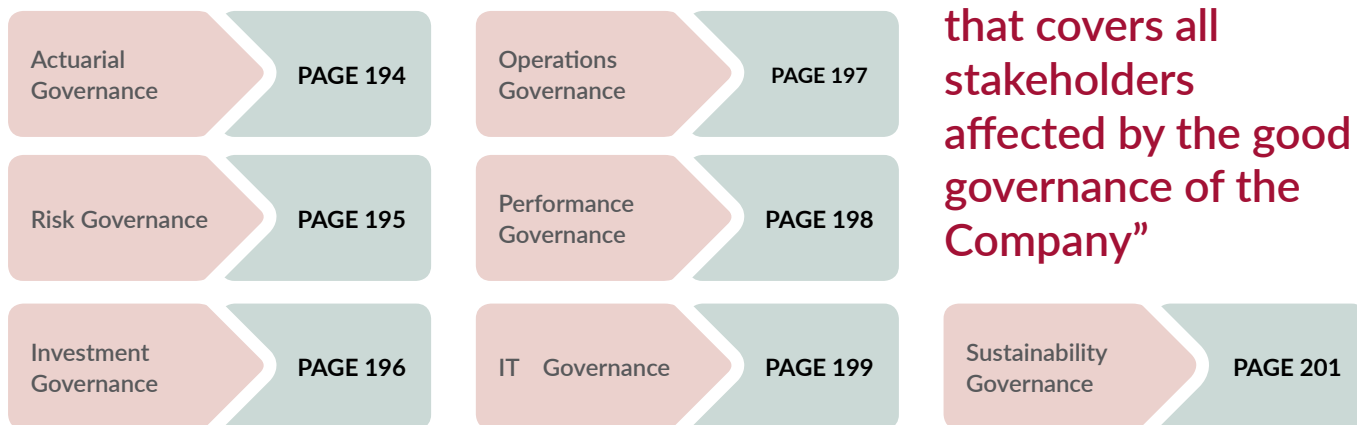 Actuarial
Governance
PAGE 194
Risk Governance
PAGE 195
Investment
Governance
PAGE 196
Operations
Governance
PAGE 197
Performance
Governance
PAGE 198
IT Governance
PAGE 199
that covers all
stakeholders
affected by the good
governance of the
Company”
Sustainability
Governance
PAGE 201